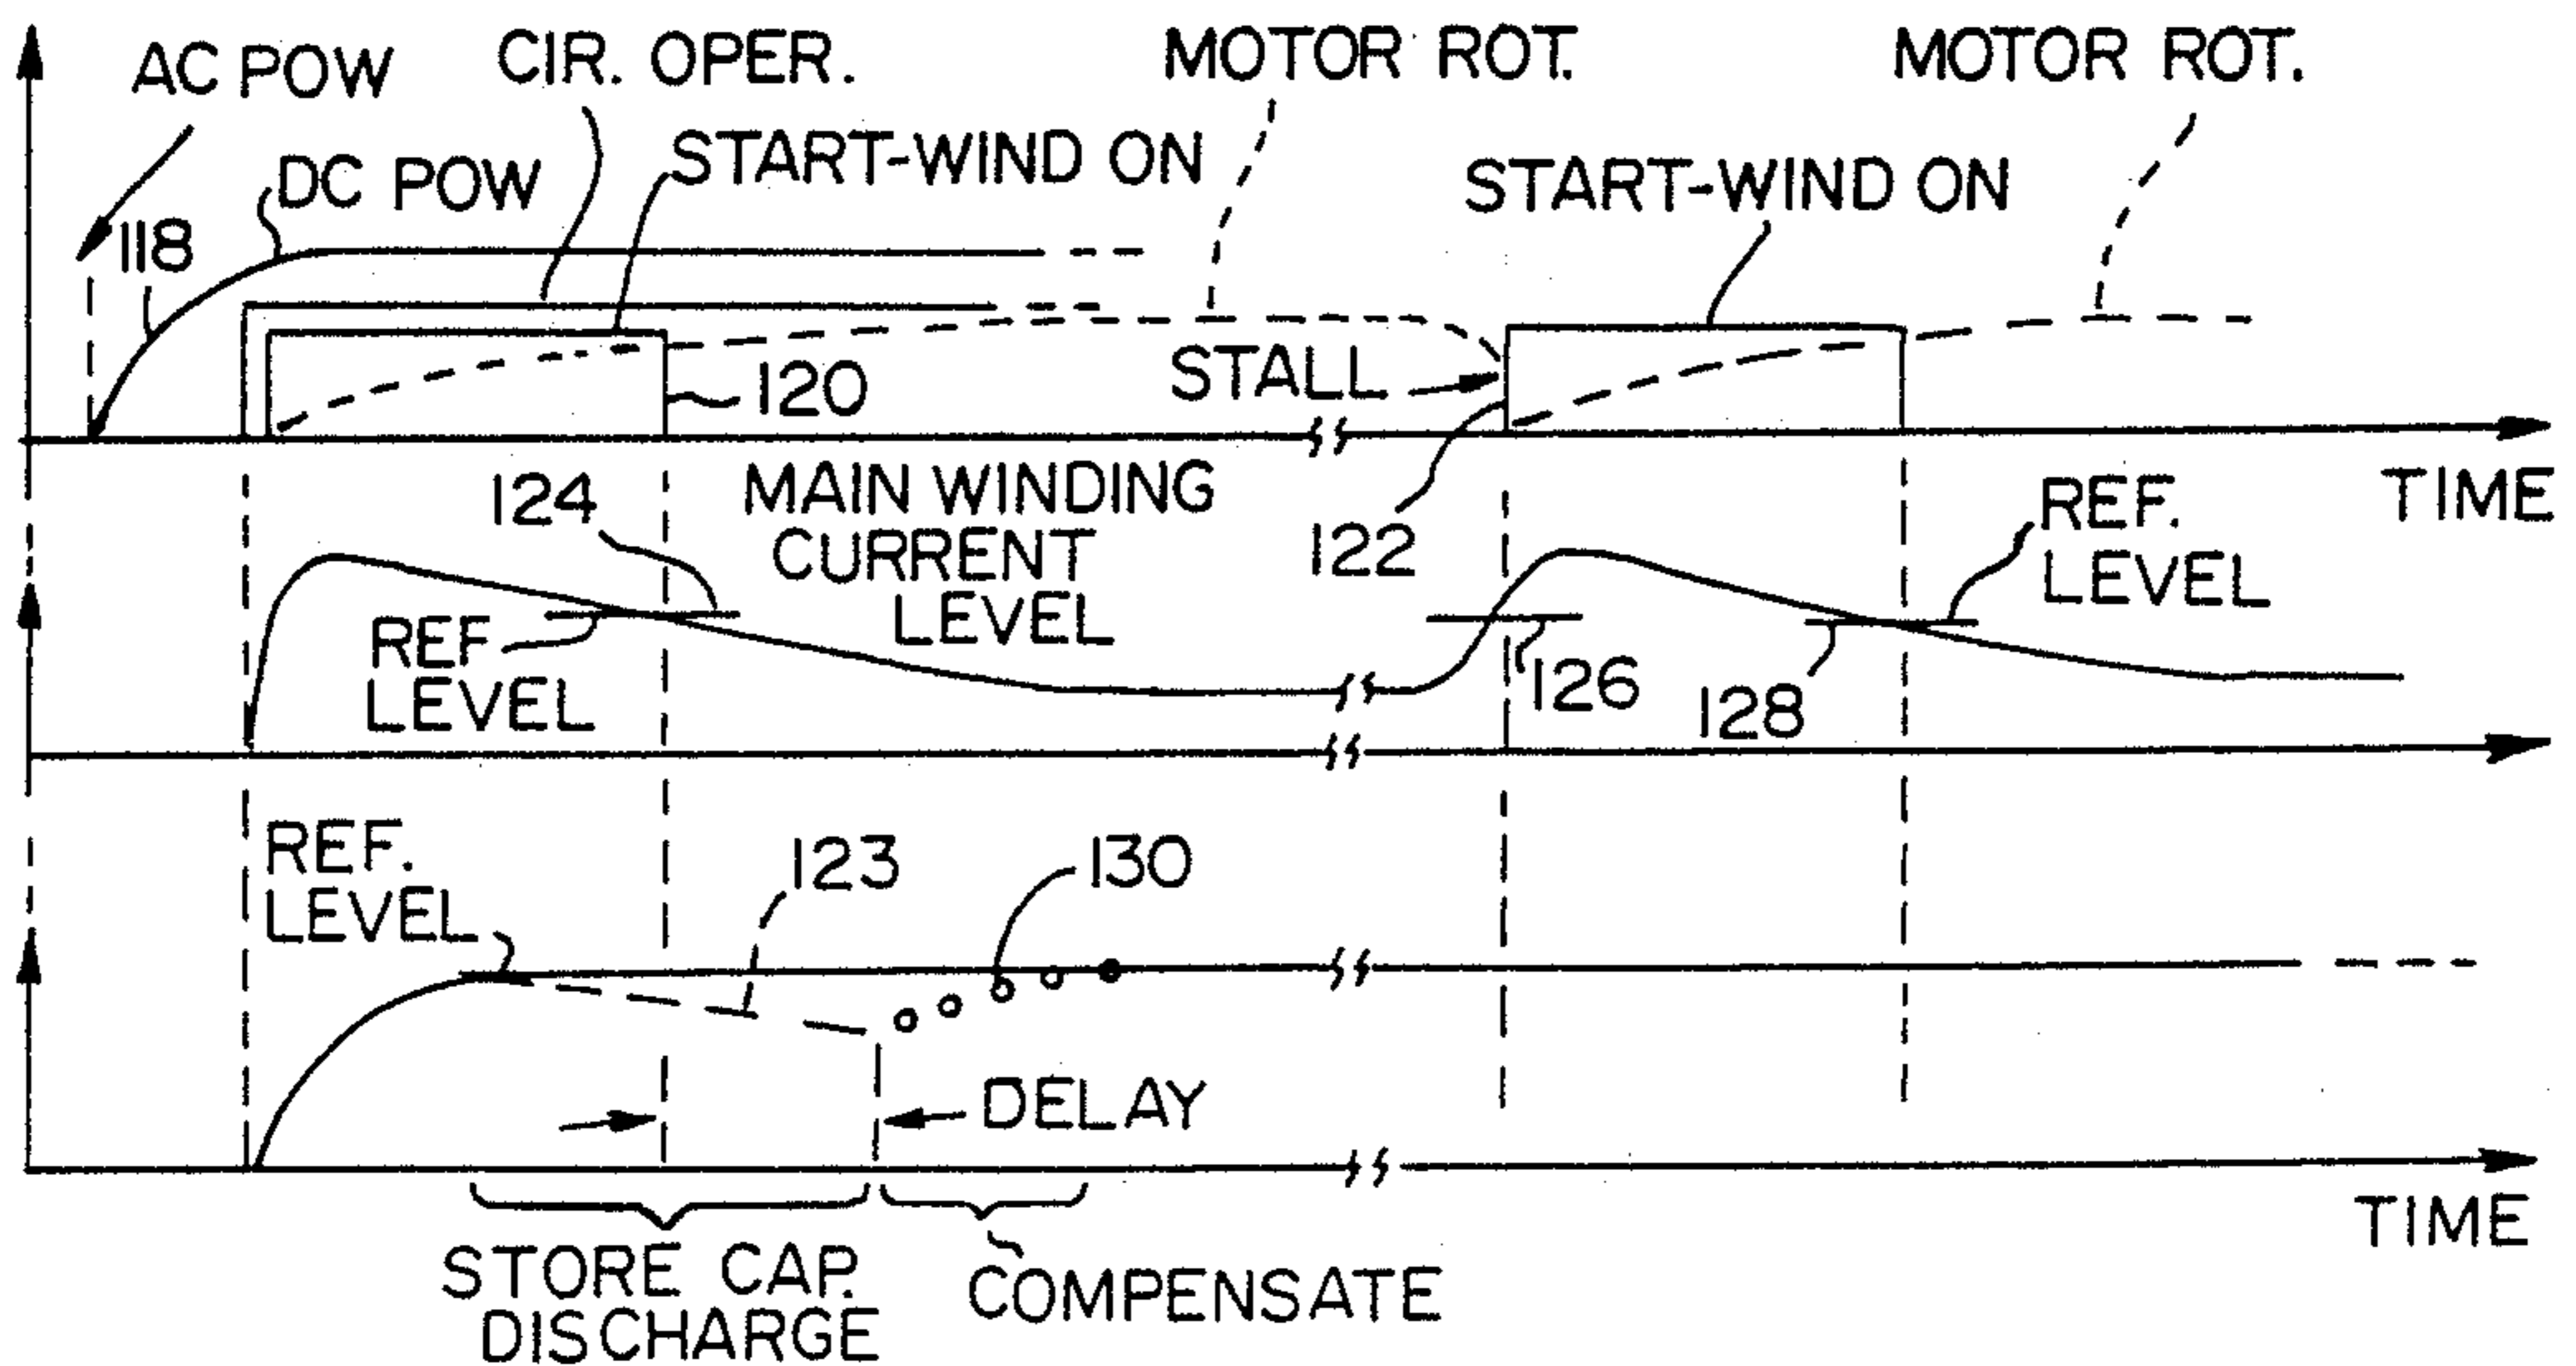 AC POW
CIR. OPER.
MOTOR ROT.
MOTOR ROT.
DC POW
START-WIND ON
START-WIND ON
118
STALL
120
TIME
124
MAIN WINDING
CURRENT
LEVEL
122
REF.
LEVEL
REF
LEVEL
126
128
REF.
LEVEL
123
130
DELAY
TIME
STORE CAP.
DISCHARGE
COMPENSATE